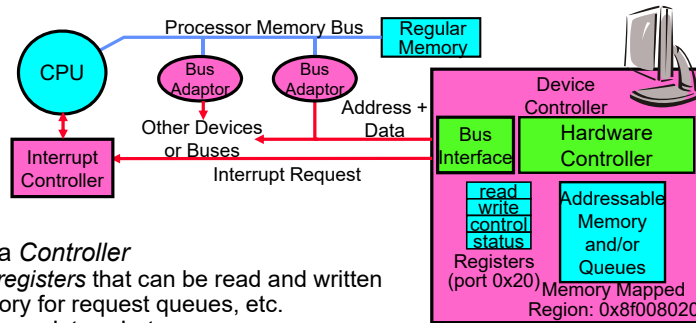 Processor Memory Bus
Regular
Memory
CPU
Bus
Adaptor
Bus
Adaptor
Address +
Data
Other Devices
or Buses
Interrupt
Controller
Interrupt Request
Device
Controller
Bus
Interface
Hardware
Controller
read
write
control
status
Registers
(port 0x20)
Addressable
Memory
and/or
Queues
Memory Mapped
Region: 0x8f008020
a Controller
registers that can be read and written
ory for request queues, etc.